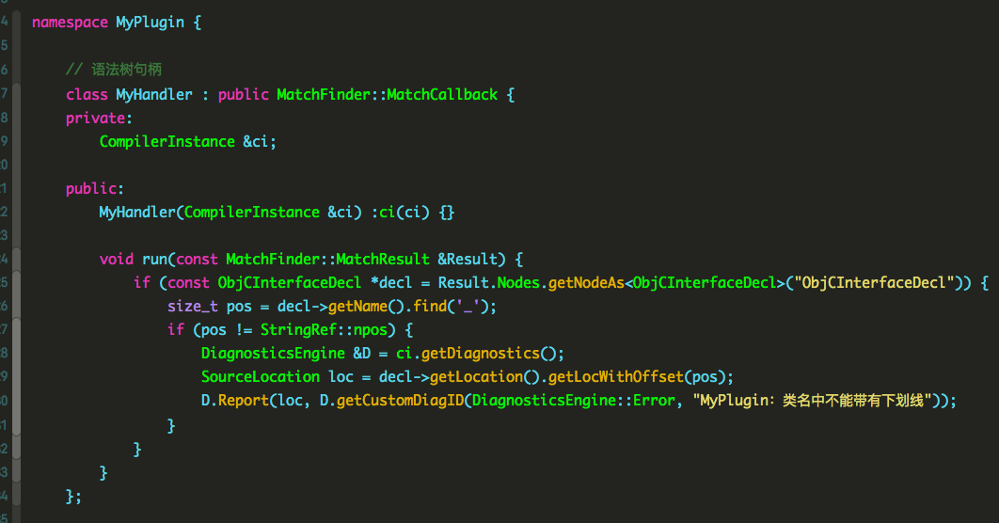 namespace MyPlugin {
// 语法树句柄
class MyHandler : public MatchFinder::MatchCallback {
private:
CompilerInstance &ci;
public:
MyHandler(CompilerInstance &ci) :ci(ci) {}
void run(const MatchFinder::MatchResult &Result) {
if (const ObjCInterfaceDecl *decl = Result.Nodes.getNodeAs<ObjCInterfaceDecl>("ObjCInterfaceDecl")) {
size_t pos = decl->getName().find('_');
if (pos != StringRef::npos) {
DiagnosticsEngine &D = ci.getDiagnostics();
SourceLocation loc = decl->getLocation().getLocWithOffset(pos);
D.Report(loc, D.getCustomDiagID(DiagnosticsEngine::Error, "MyPlugin：类名中不能带有下划线"));
}
}
}
};